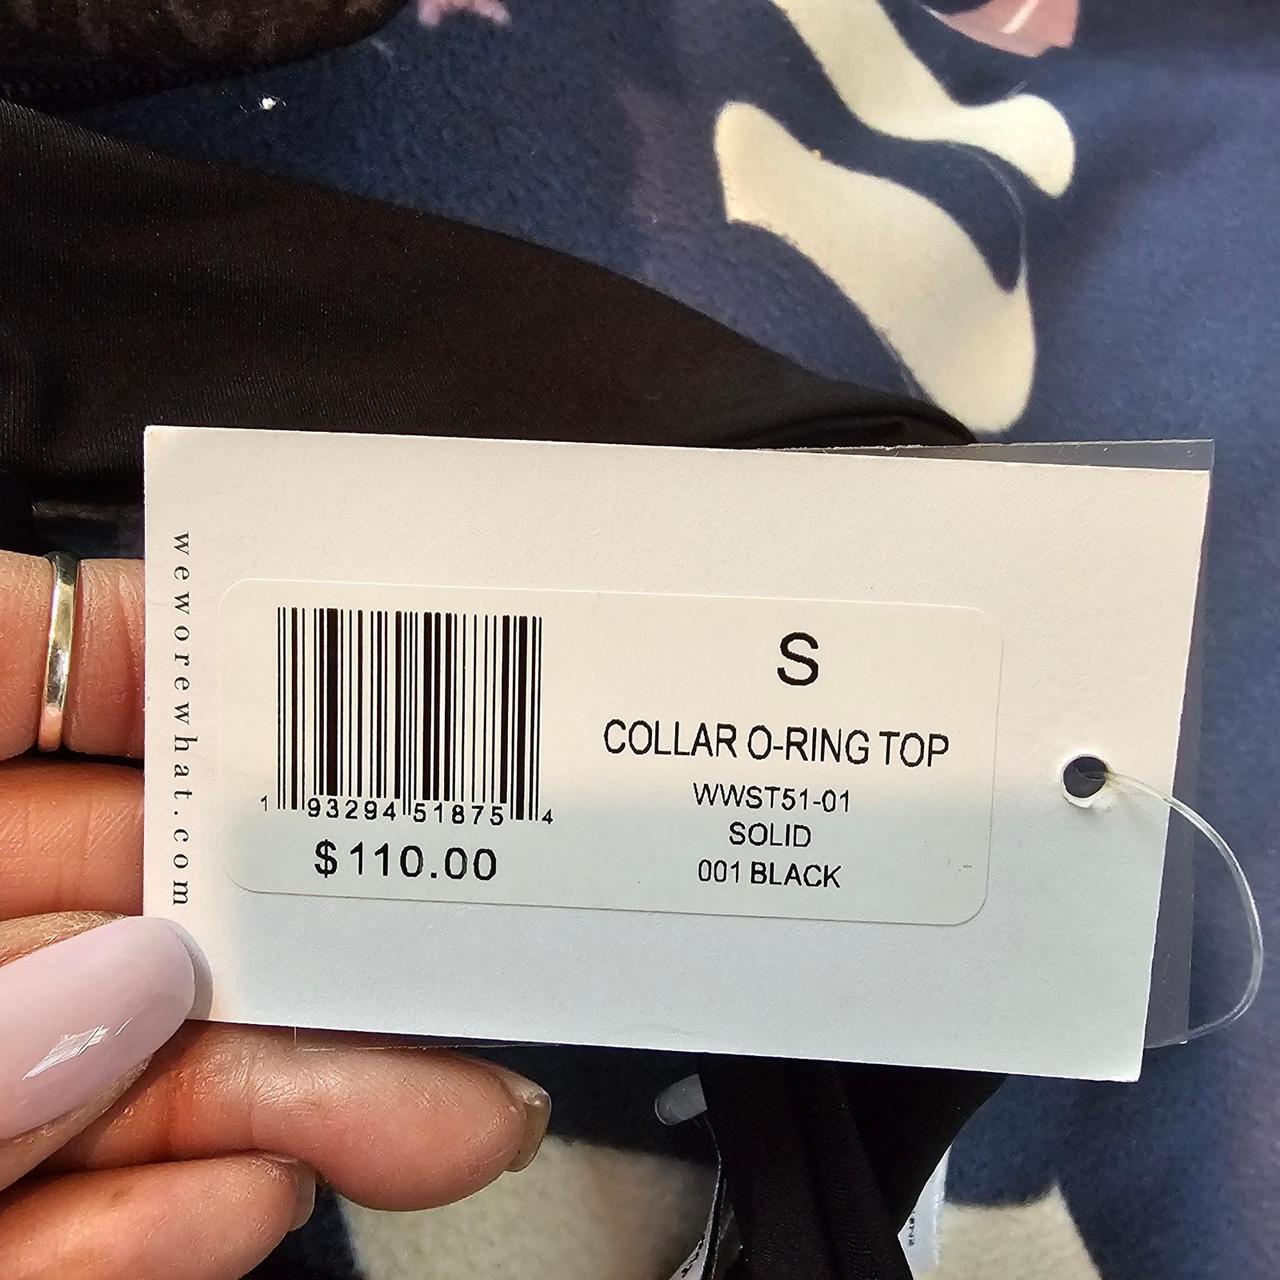 weworewhat.com
S
COLLAR O-RING TOP
WWST51-01
SOLID
001 BLACK
1 93294 51875 4
$110.00